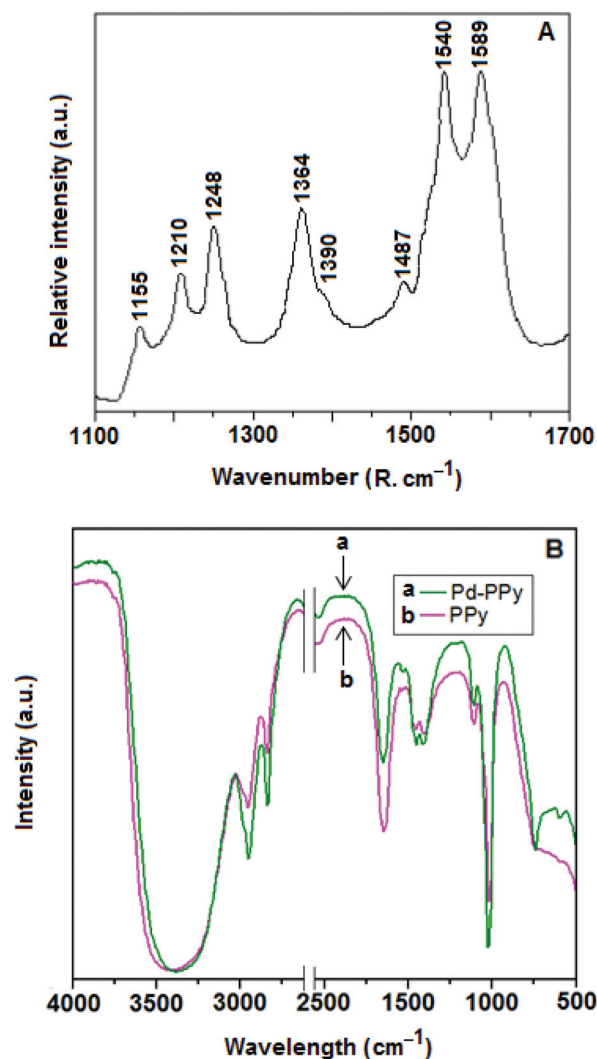 A
1540
1589
1248
1364
1390
1210
1487
1155
Relative intensity (a.u.)
1100
1300
1500
1700
Wavenumber (R. cm⁻¹)
B
a
a Pd-PPy
b PPy
b
Intensity (a.u.)
4000
3500
3000
2500
2000
1500
1000
500
Wavelength (cm⁻¹)